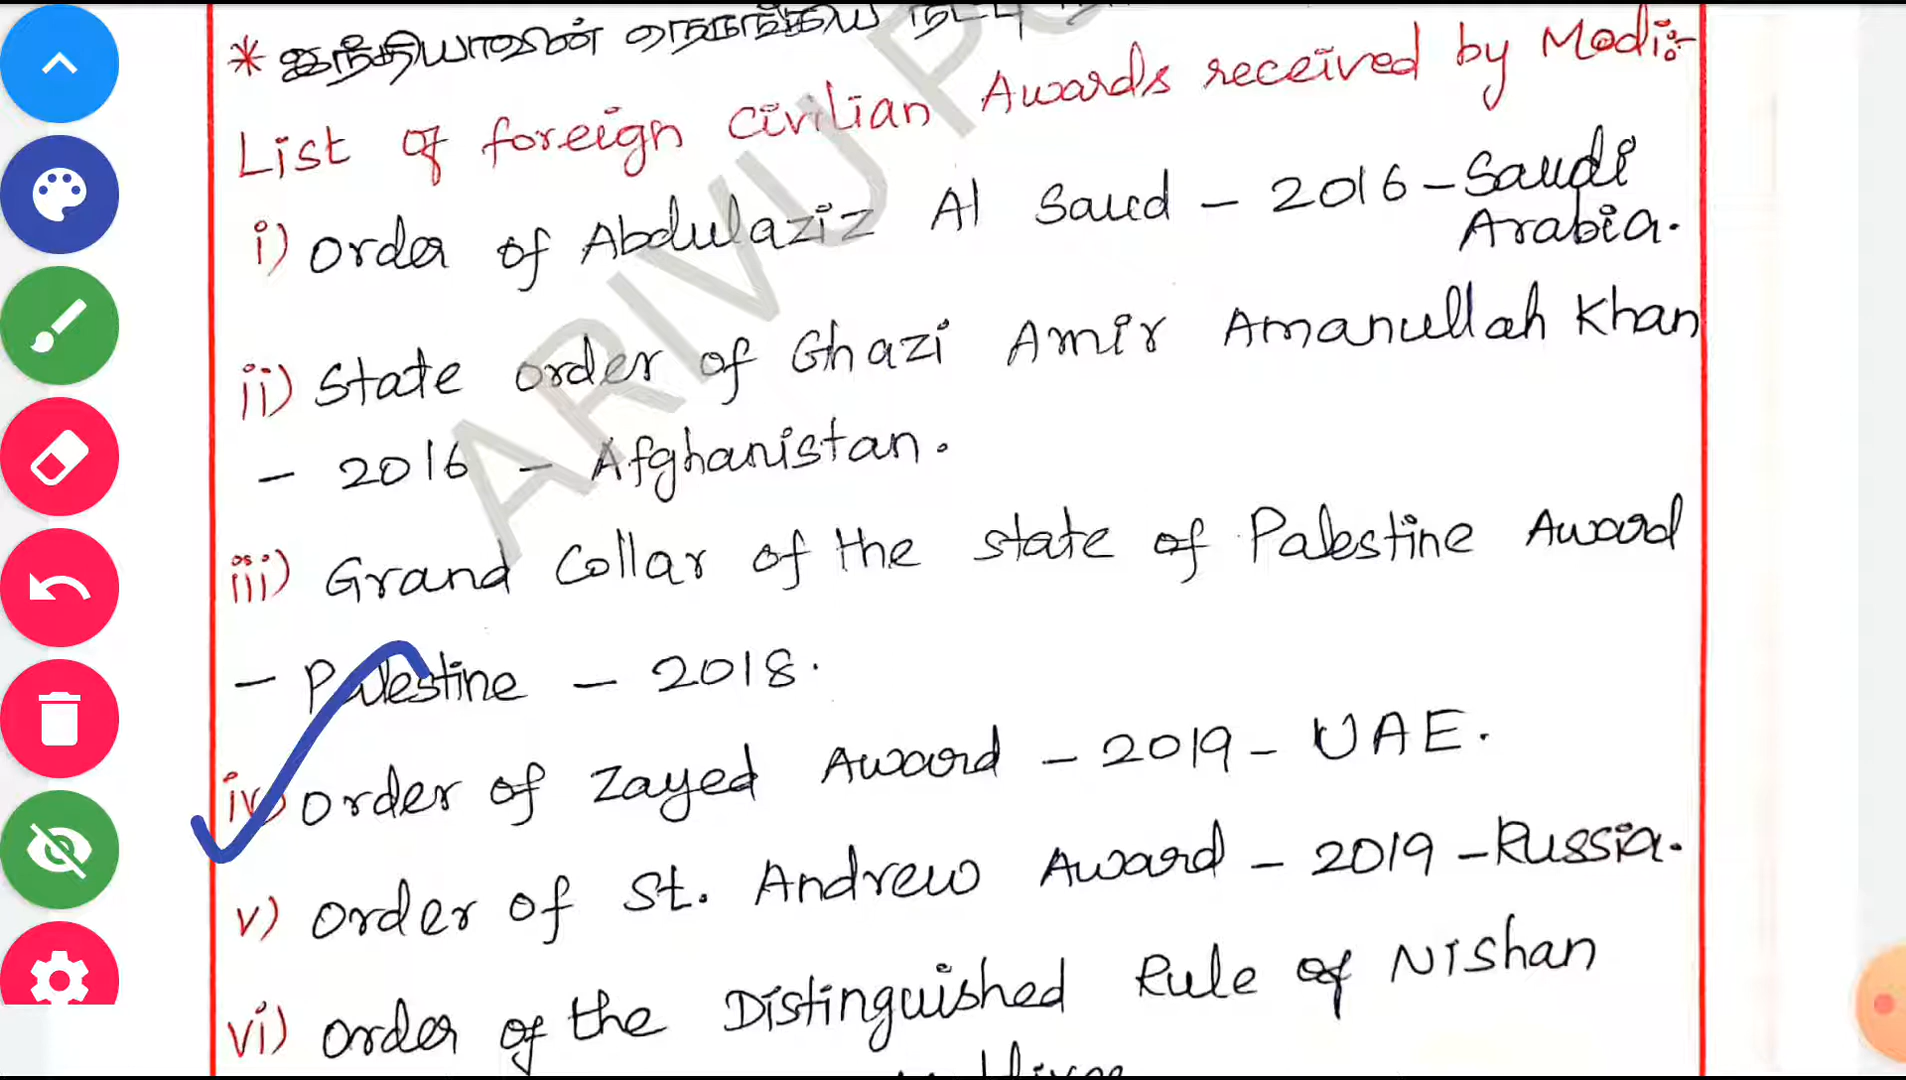 * இந்தியாவின் நெருங்கிய நட்பு
List of foreign civilian Awards received by Modi:-
i) Order of Abdulaziz Al Saud - 2016 - Saudi
Arabia.
ii) State order of Ghazi Amir Amanullah Khan
- 2016 - Afghanistan.
iii) Grand Collar of the state of Palestine Award
- Palestine - 2018.
iv) Order of Zayed Award - 2019 - UAE.
v) Order of St. Andrew Award - 2019 - Russia.
vi) Order of the Distinguished Rule of Nishan
ARIVU